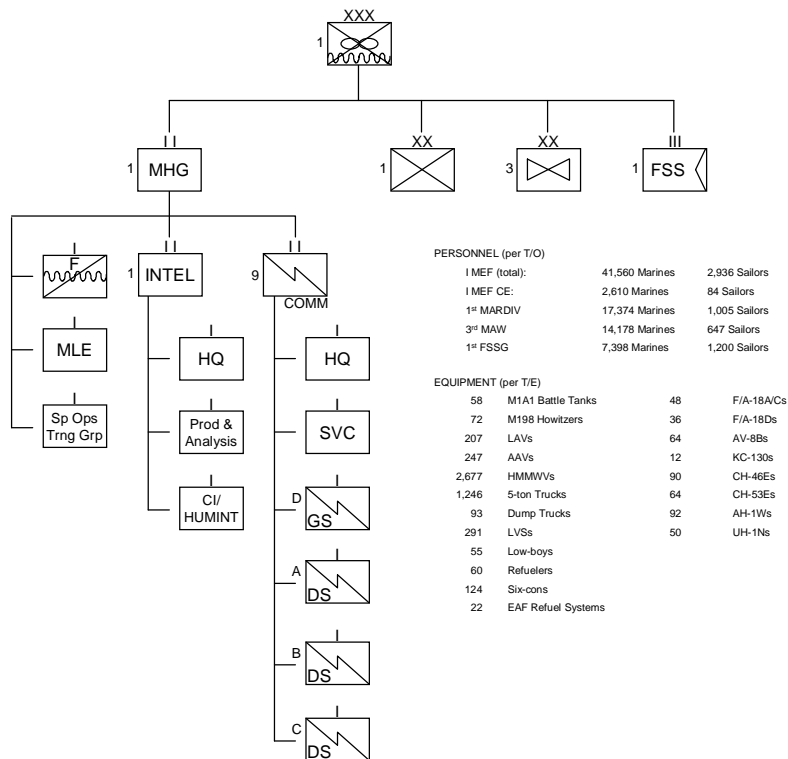 XXX
1
II
1 MHG
XX
1
XX
3
III
1 FSS
I
F
II
1 INTEL
II
9
COMM
I
MLE
I
HQ
I
HQ
I
Sp Ops
Trng Grp
I
Prod &
Analysis
I
SVC
I
CI/
HUMINT
I
D
GS
I
A
DS
I
B
DS
I
C
DS
PERSONNEL (per T/O)
I MEF (total): 41,560 Marines 2,936 Sailors
I MEF CE: 2,610 Marines 84 Sailors
1st MARDIV 17,374 Marines 1,005 Sailors
3rd MAW 14,178 Marines 647 Sailors
1st FSSG 7,398 Marines 1,200 Sailors
EQUIPMENT (per T/E)
58 M1A1 Battle Tanks 48 F/A-18A/Cs
72 M198 Howitzers 36 F/A-18Ds
207 LAVs 64 AV-8Bs
247 AAVs 12 KC-130s
2,677 HMMWVs 90 CH-46Es
1,246 5-ton Trucks 64 CH-53Es
93 Dump Trucks 92 AH-1Ws
291 LVSs 50 UH-1Ns
55 Low-boys
60 Refuelers
124 Six-cons
22 EAF Refuel Systems